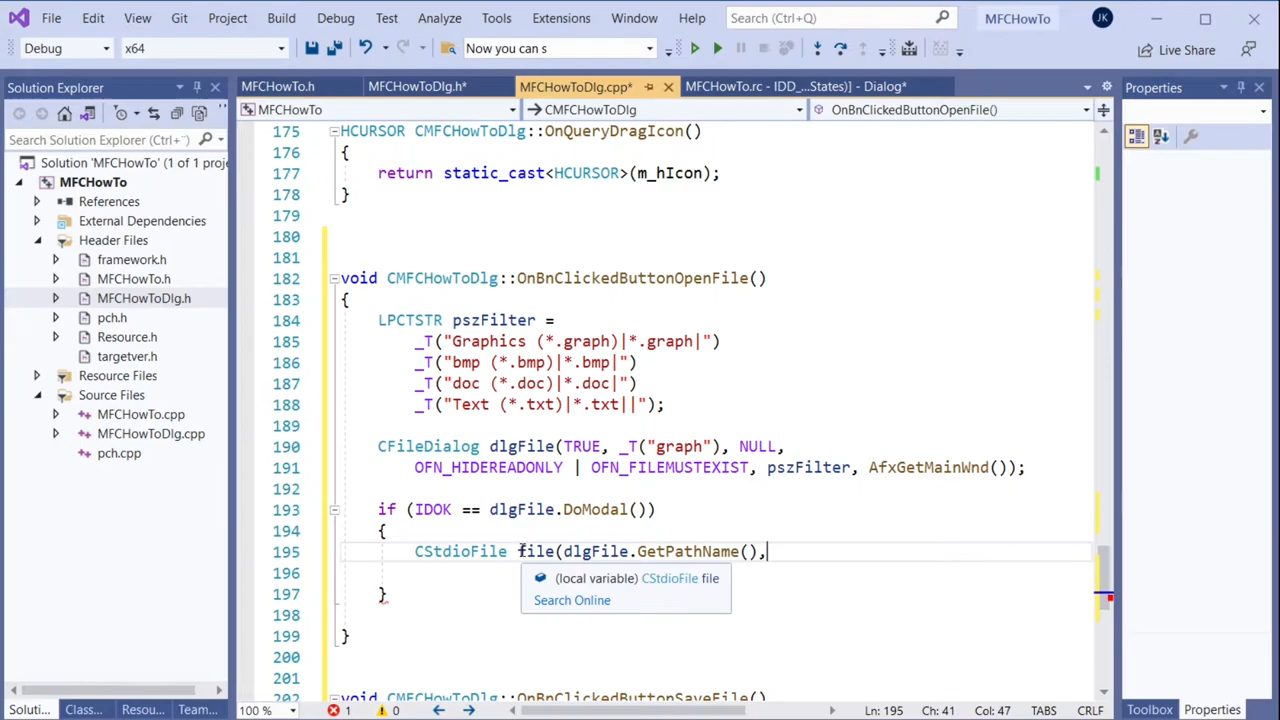 File Edit View Git Project Build Debug Test Analyze Tools Extensions Window Help Search (Ctrl+Q) MFCHowTo JK
Debug x64 Now you can s Live Share
Solution Explorer MFCHowTo.h MFCHowToDlg.h* MFCHowToDlg.cpp* MFCHowTo.rc - IDD_...States)] - Dialog* Properties
MFCHowTo CMFCHowToDlg OnBnClickedButtonOpenFile()
Search Solution Explorer (Ctrl+
Solution 'MFCHowTo' (1 of 1 proje
MFCHowTo
References
External Dependencies
Header Files
framework.h
MFCHowTo.h
MFCHowToDlg.h
pch.h
Resource.h
targetver.h
Resource Files
Source Files
MFCHowTo.cpp
MFCHowToDlg.cpp
pch.cpp
175 HCURSOR CMFCHowToDlg::OnQueryDragIcon()
176 {
177 return static_cast<HCURSOR>(m_hIcon);
178 }
179
180
181
182 void CMFCHowToDlg::OnBnClickedButtonOpenFile()
183 {
184 LPCTSTR pszFilter =
185 _T("Graphics (*.graph)|*.graph|")
186 _T("bmp (*.bmp)|*.bmp|")
187 _T("doc (*.doc)|*.doc|")
188 _T("Text (*.txt)|*.txt||");
189
190 CFileDialog dlgFile(TRUE, _T("graph"), NULL,
191 OFN_HIDEREADONLY | OFN_FILEMUSTEXIST, pszFilter, AfxGetMainWnd());
192
193 if (IDOK == dlgFile.DoModal())
194 {
195 CStdioFile file(dlgFile.GetPathName(),
196
(local variable) CStdioFile file
Search Online
197 }
198
199 }
200
201
202 void CMFCHowToDlg::OnBnClickedButtonSaveFile()
Soluti... Class... Resou... Team... 100 % 1 0 Ln: 195 Ch: 41 Col: 47 TABS CRLF Toolbox Properties